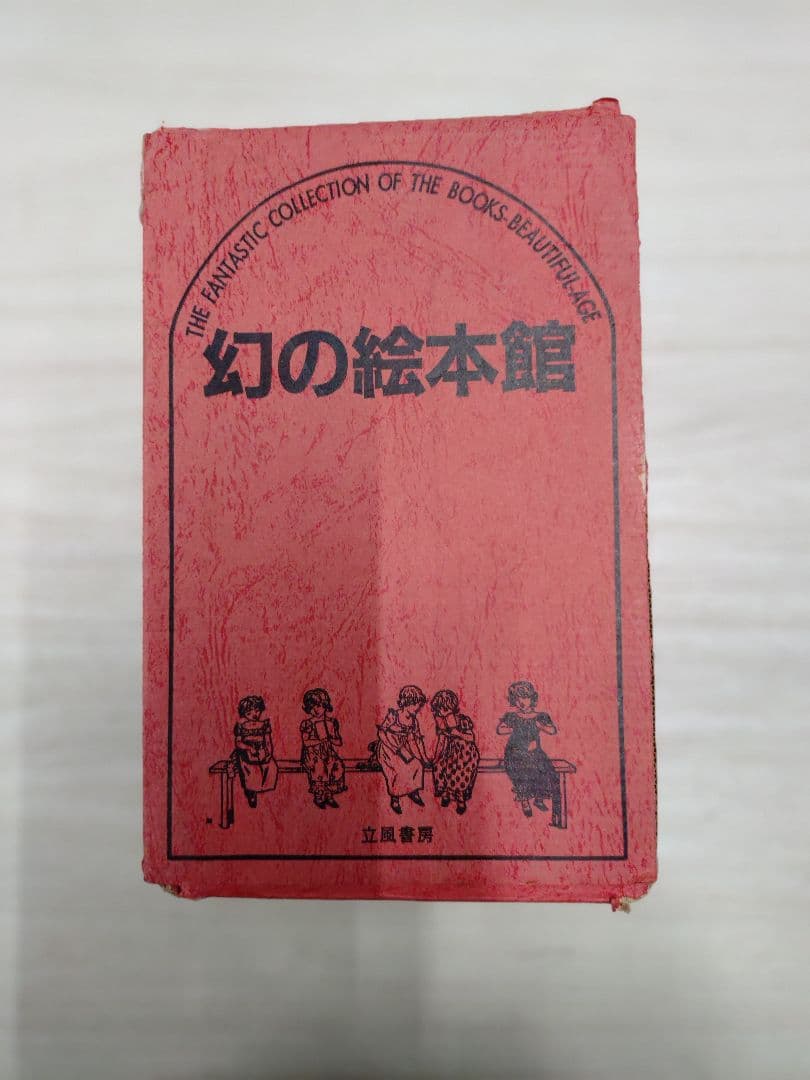 THE FANTASTIC COLLECTION OF THE BOOKS-BEAUTIFUL-AGE
幻の絵本館
立風書房